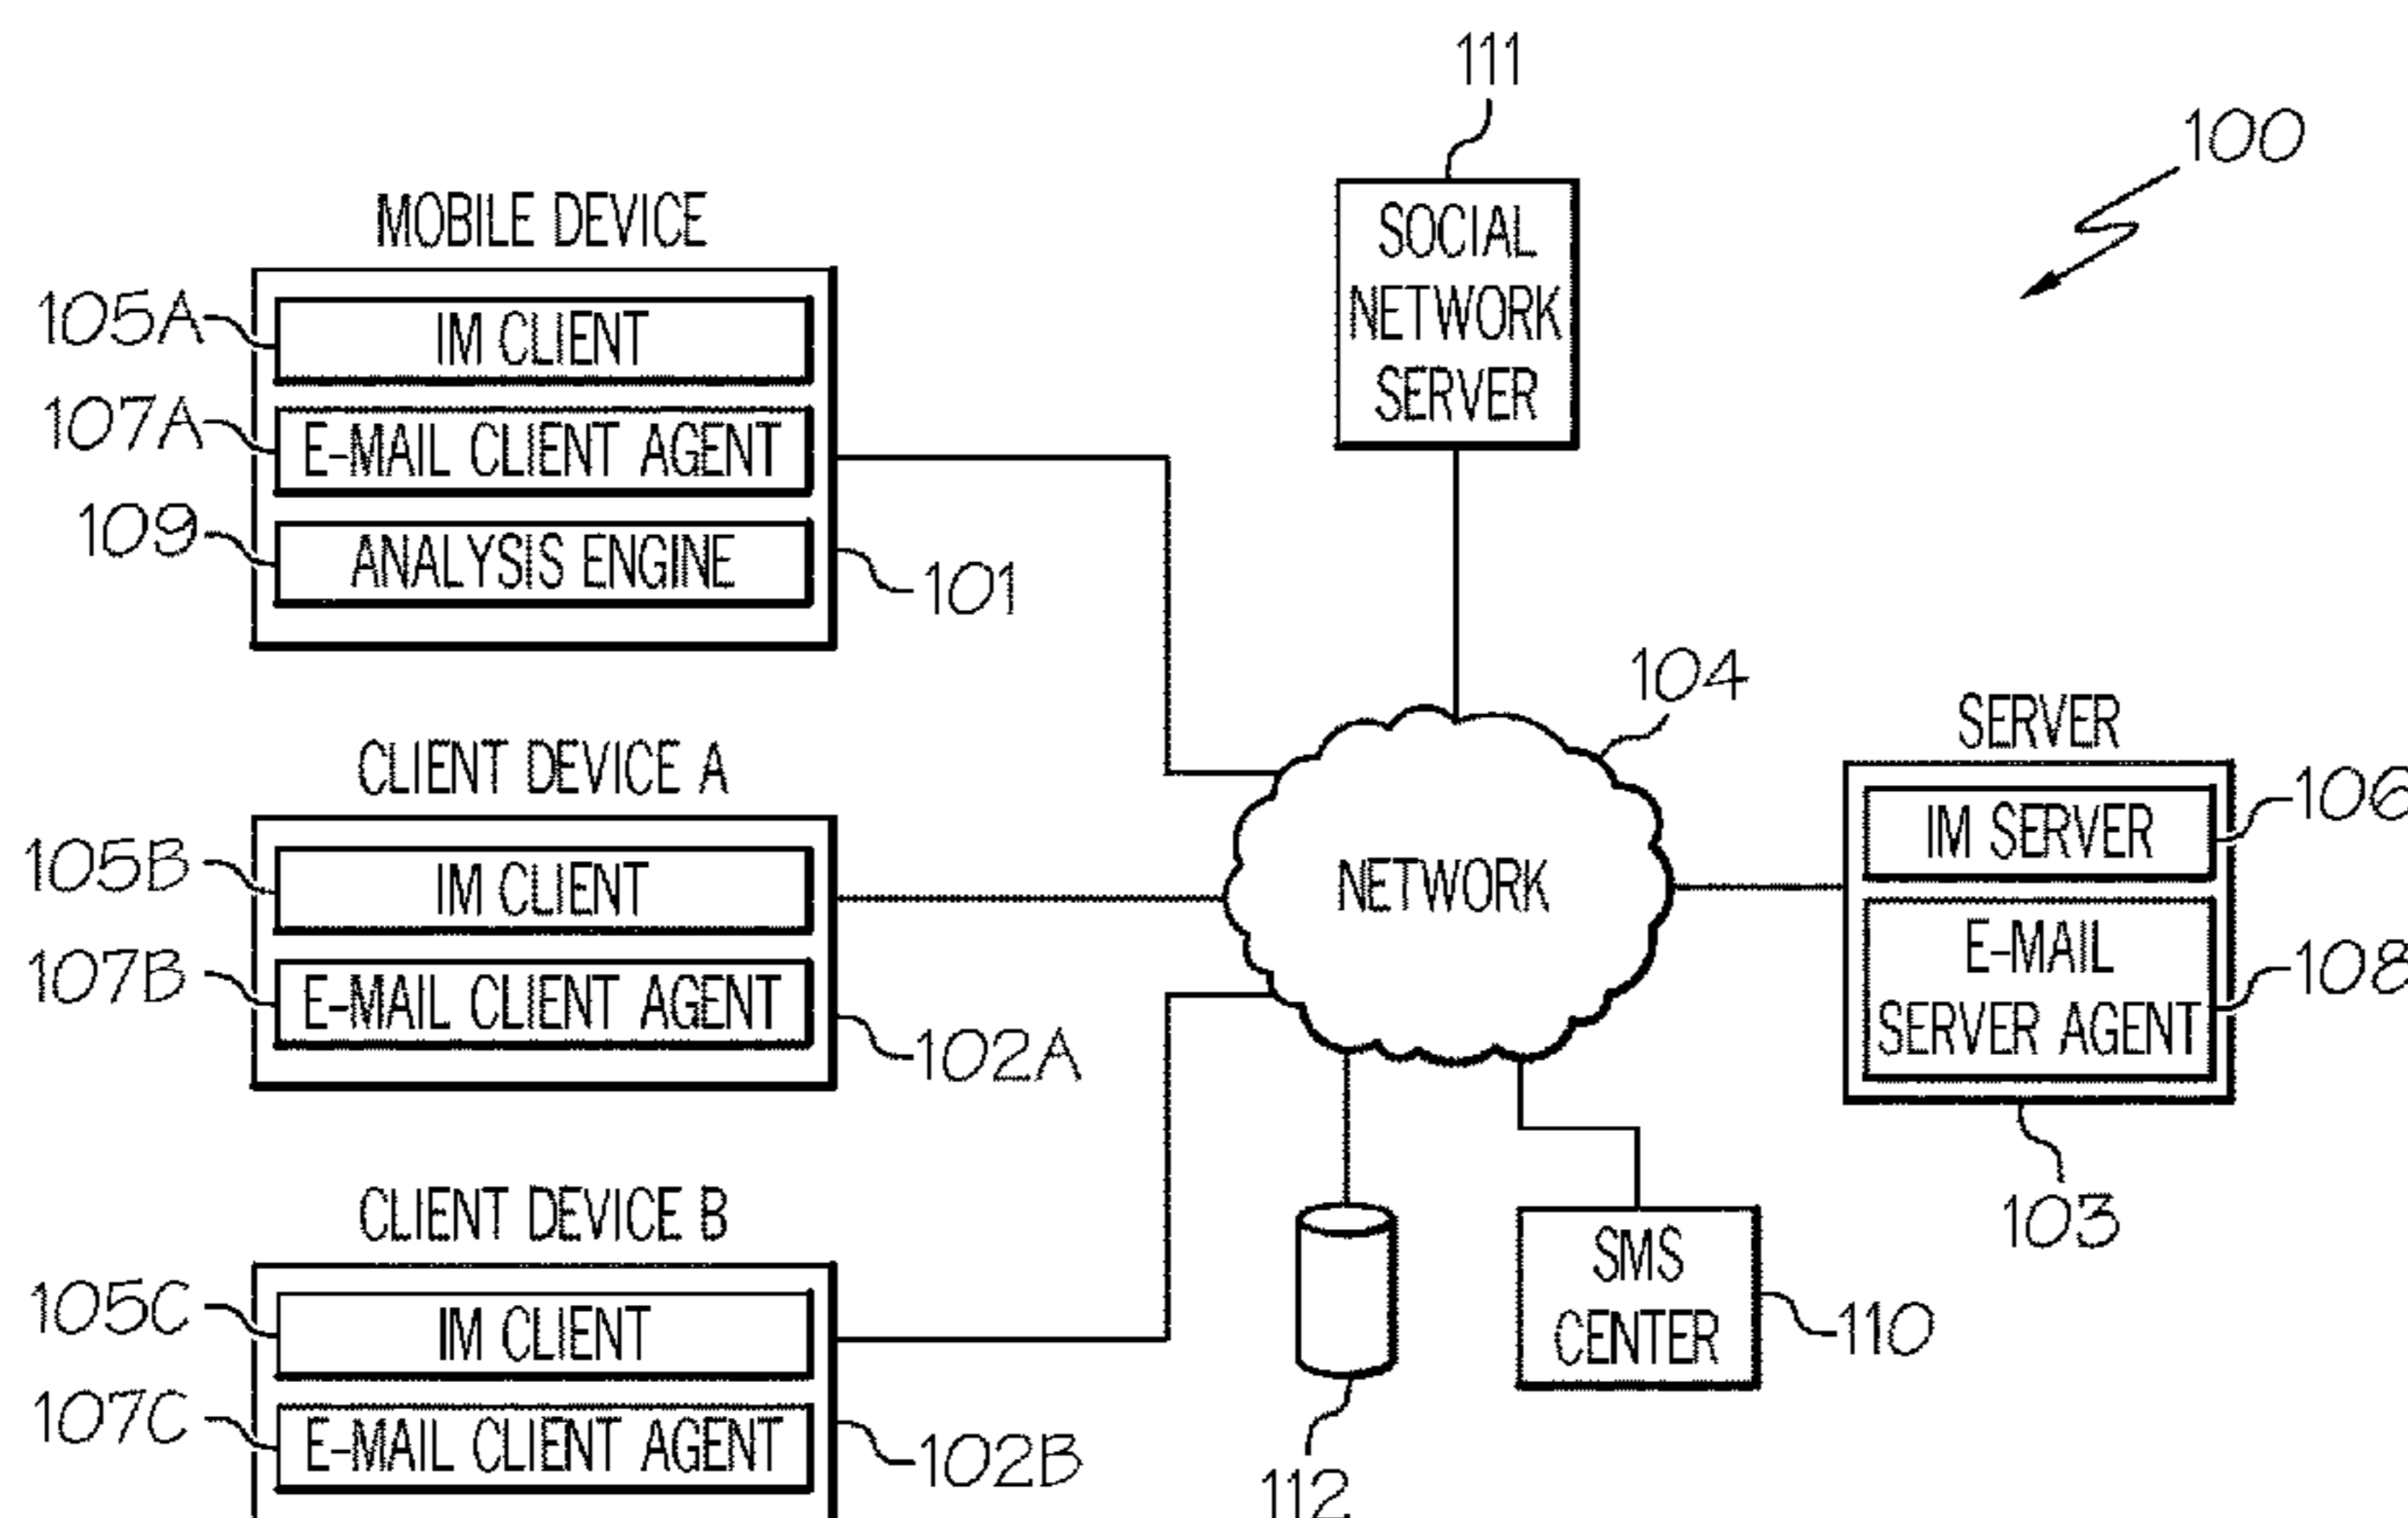 111
100
MOBILE DEVICE
SOCIAL
NETWORK
SERVER
105A
IM CLIENT
107A
E-MAIL CLIENT AGENT
109
ANALYSIS ENGINE
101
104
SERVER
CLIENT DEVICE A
IM SERVER
106
105B
IM CLIENT
NETWORK
E-MAIL
SERVER AGENT
108
107B
E-MAIL CLIENT AGENT
102A
CLIENT DEVICE B
103
SMS
CENTER
110
105C
IM CLIENT
107C
E-MAIL CLIENT AGENT
102B
112